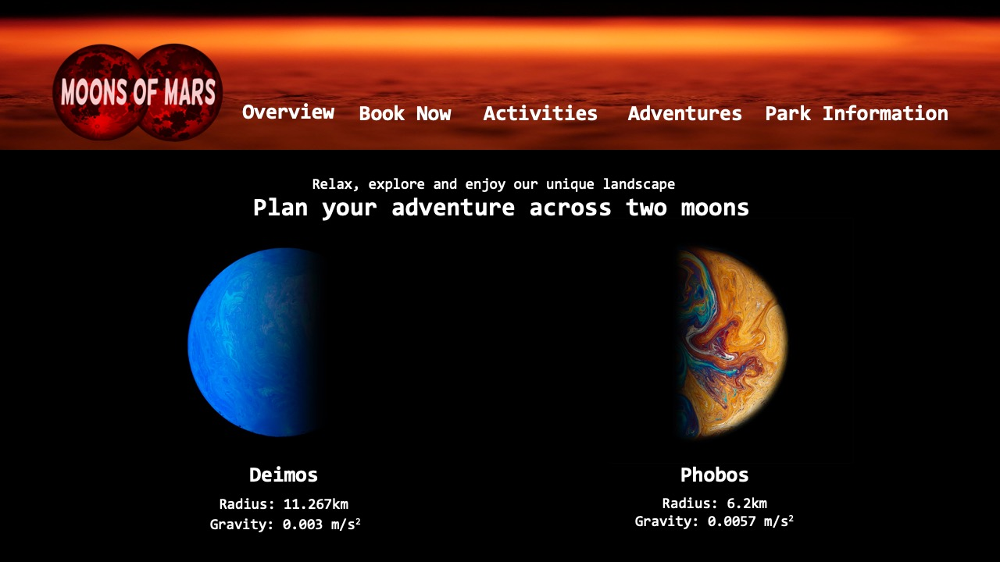 MOONS OF MARS
Overview Book Now Activities Adventures Park Information
Relax, explore and enjoy our unique landscape
Plan your adventure across two moons
Deimos
Radius: 11.267km
Gravity: 0.003 m/s²
Phobos
Radius: 6.2km
Gravity: 0.0057 m/s²